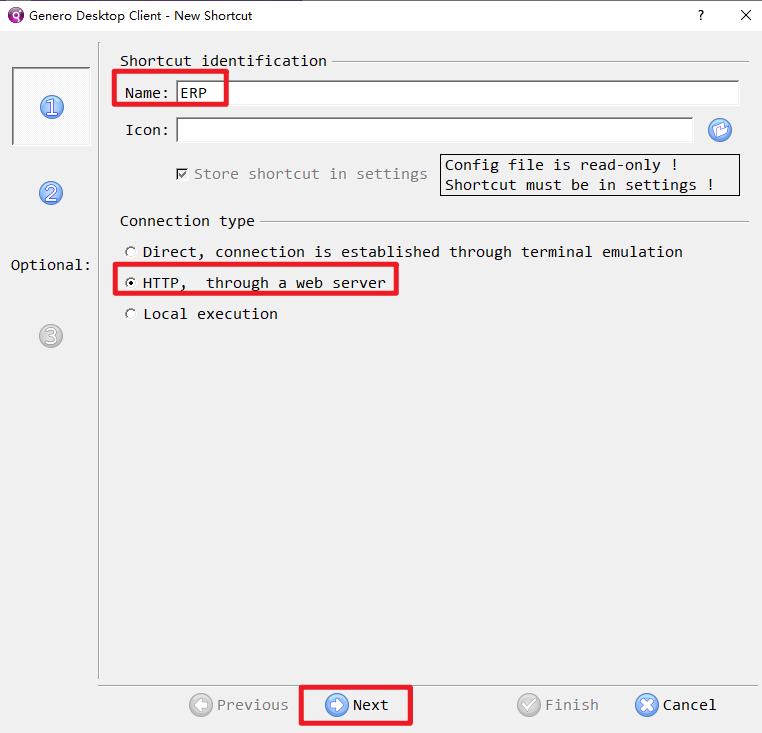 Genero Desktop Client - New Shortcut
?
Shortcut identification
Name: ERP
Icon:
Store shortcut in settings
Config file is read-only !
Shortcut must be in settings !
Connection type
Direct, connection is established through terminal emulation
HTTP, through a web server
Local execution
1
2
Optional:
3
Previous
Next
Finish
Cancel